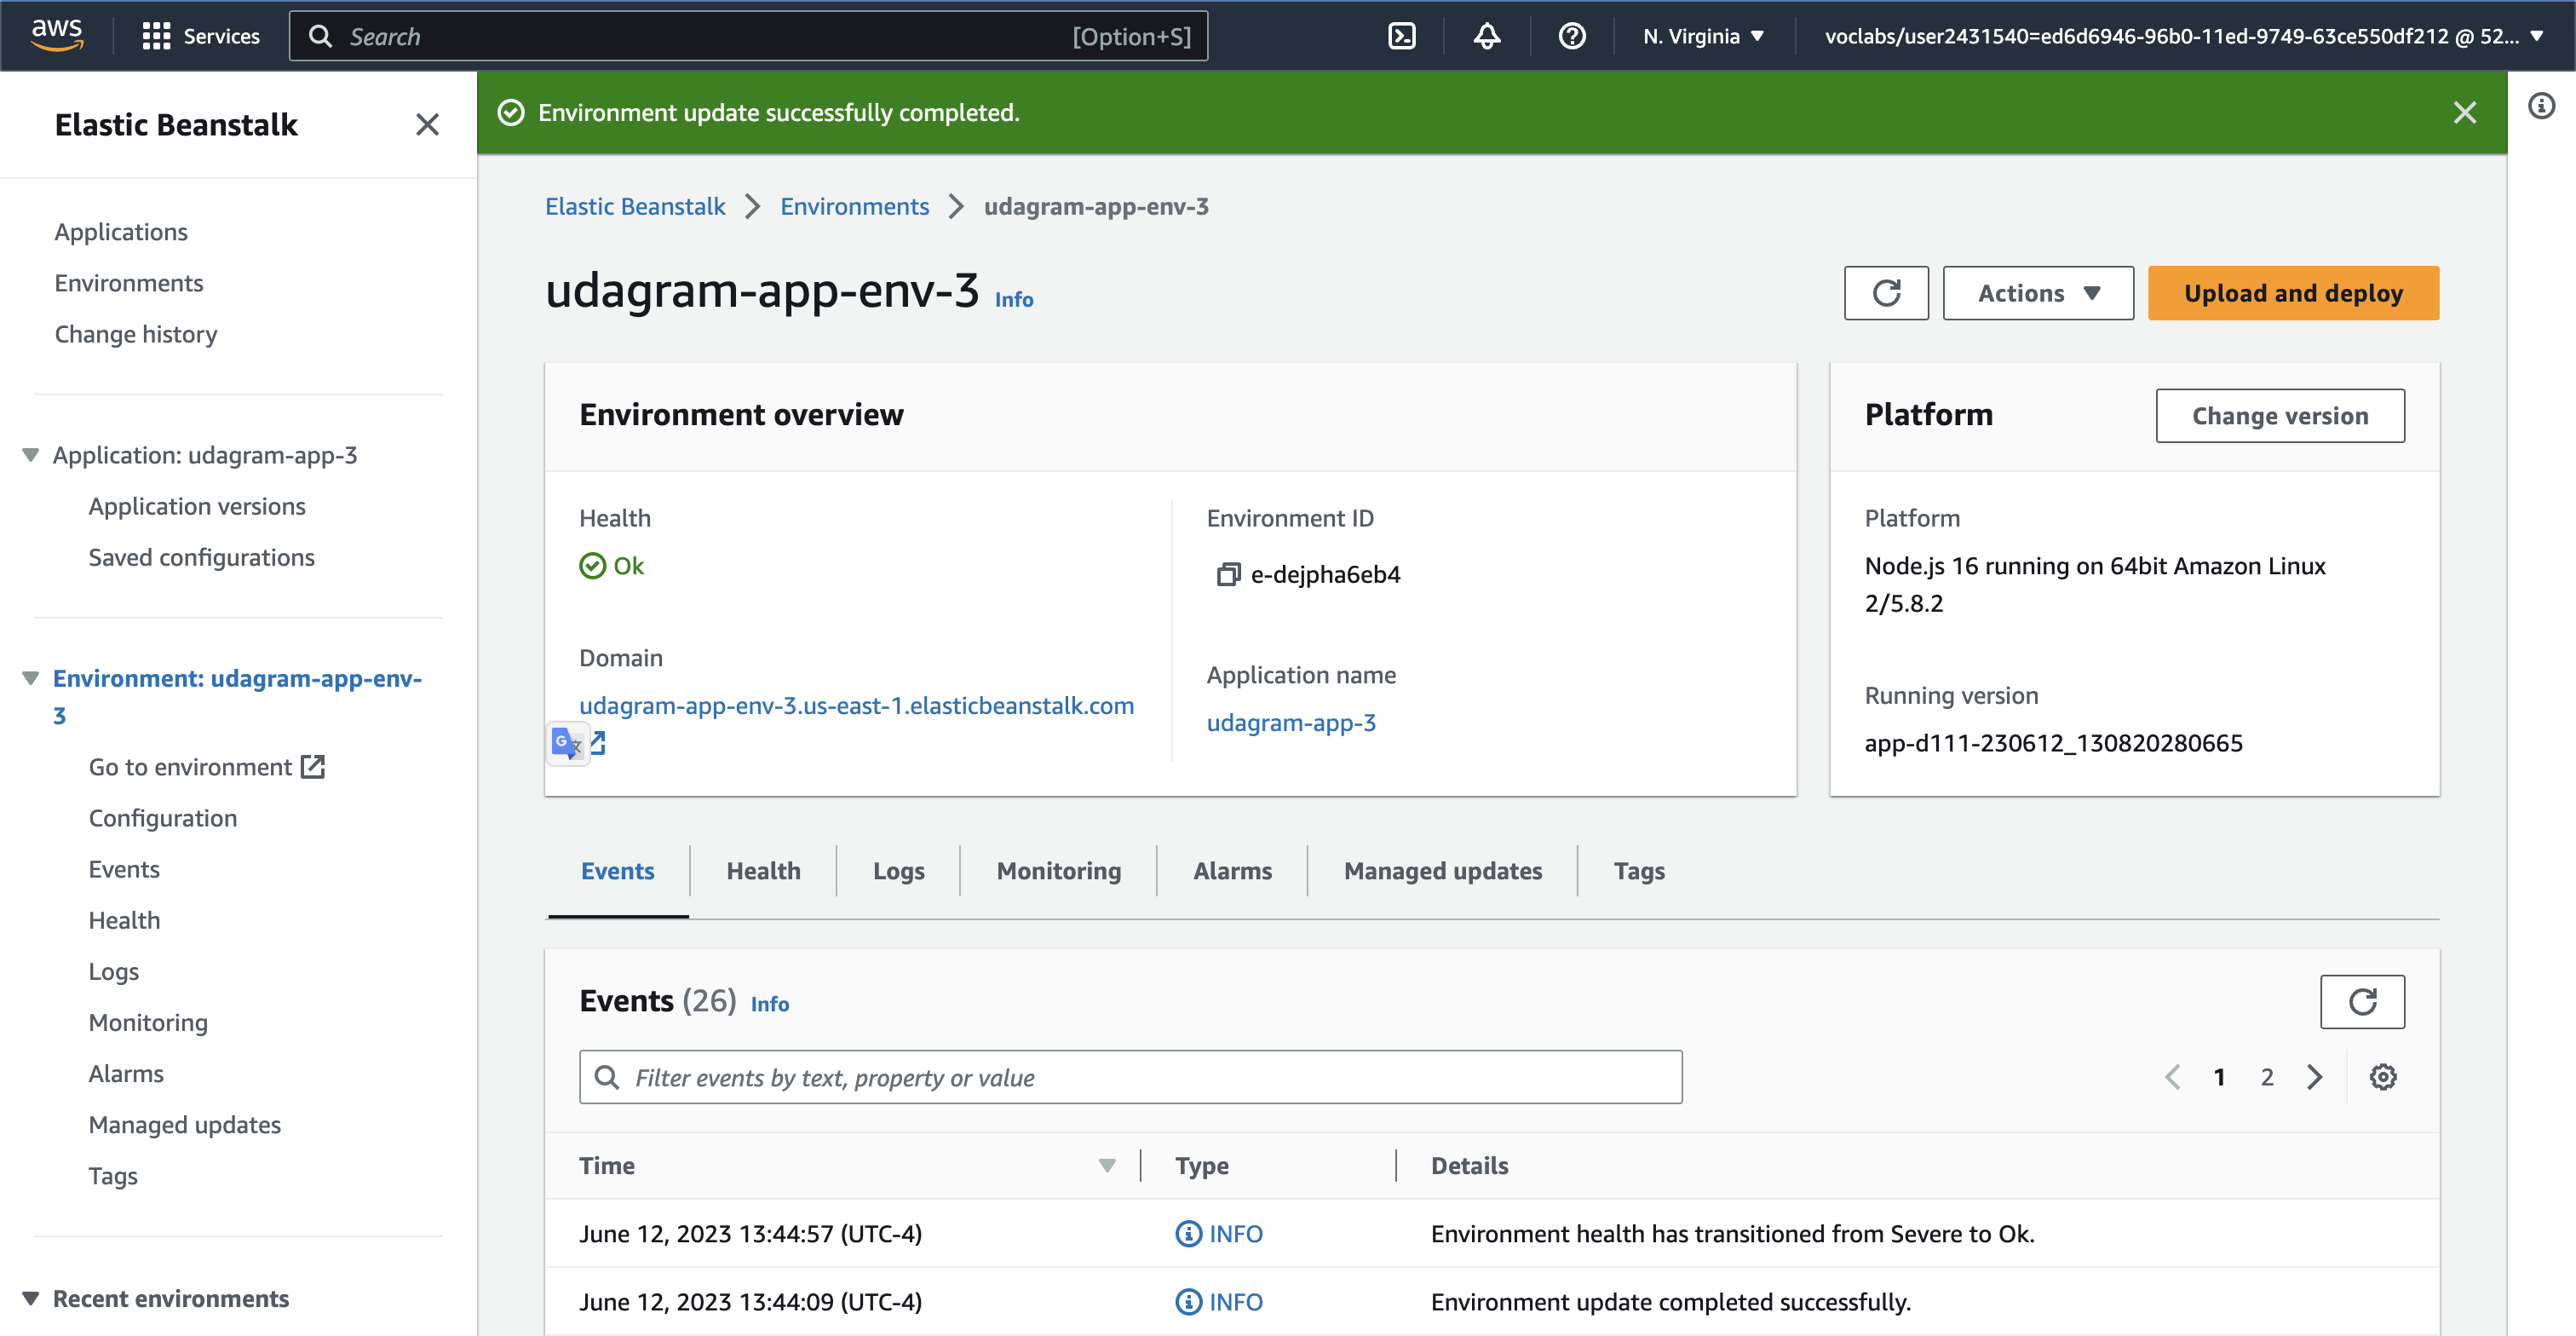 aws
Services
Search [Option+S]
N. Virginia
voclabs/user2431540=ed6d6946-96b0-11ed-9749-63ce550df212 @ 52...
Elastic Beanstalk
Applications
Environments
Change history
Application: udagram-app-3
Application versions
Saved configurations
Environment: udagram-app-env-
3
Go to environment
Configuration
Events
Health
Logs
Monitoring
Alarms
Managed updates
Tags
Recent environments
Environment update successfully completed.
Elastic Beanstalk > Environments > udagram-app-env-3
udagram-app-env-3 Info
Actions
Upload and deploy
Environment overview
Health
Ok
Domain
udagram-app-env-3.us-east-1.elasticbeanstalk.com
G 文
Environment ID
e-dejpha6eb4
Application name
udagram-app-3
Platform
Change version
Platform
Node.js 16 running on 64bit Amazon Linux
2/5.8.2
Running version
app-d111-230612_130820280665
Events Health Logs Monitoring Alarms Managed updates Tags
Events (26) Info
Filter events by text, property or value
1 2
Time Type Details
June 12, 2023 13:44:57 (UTC-4) INFO Environment health has transitioned from Severe to Ok.
June 12, 2023 13:44:09 (UTC-4) INFO Environment update completed successfully.